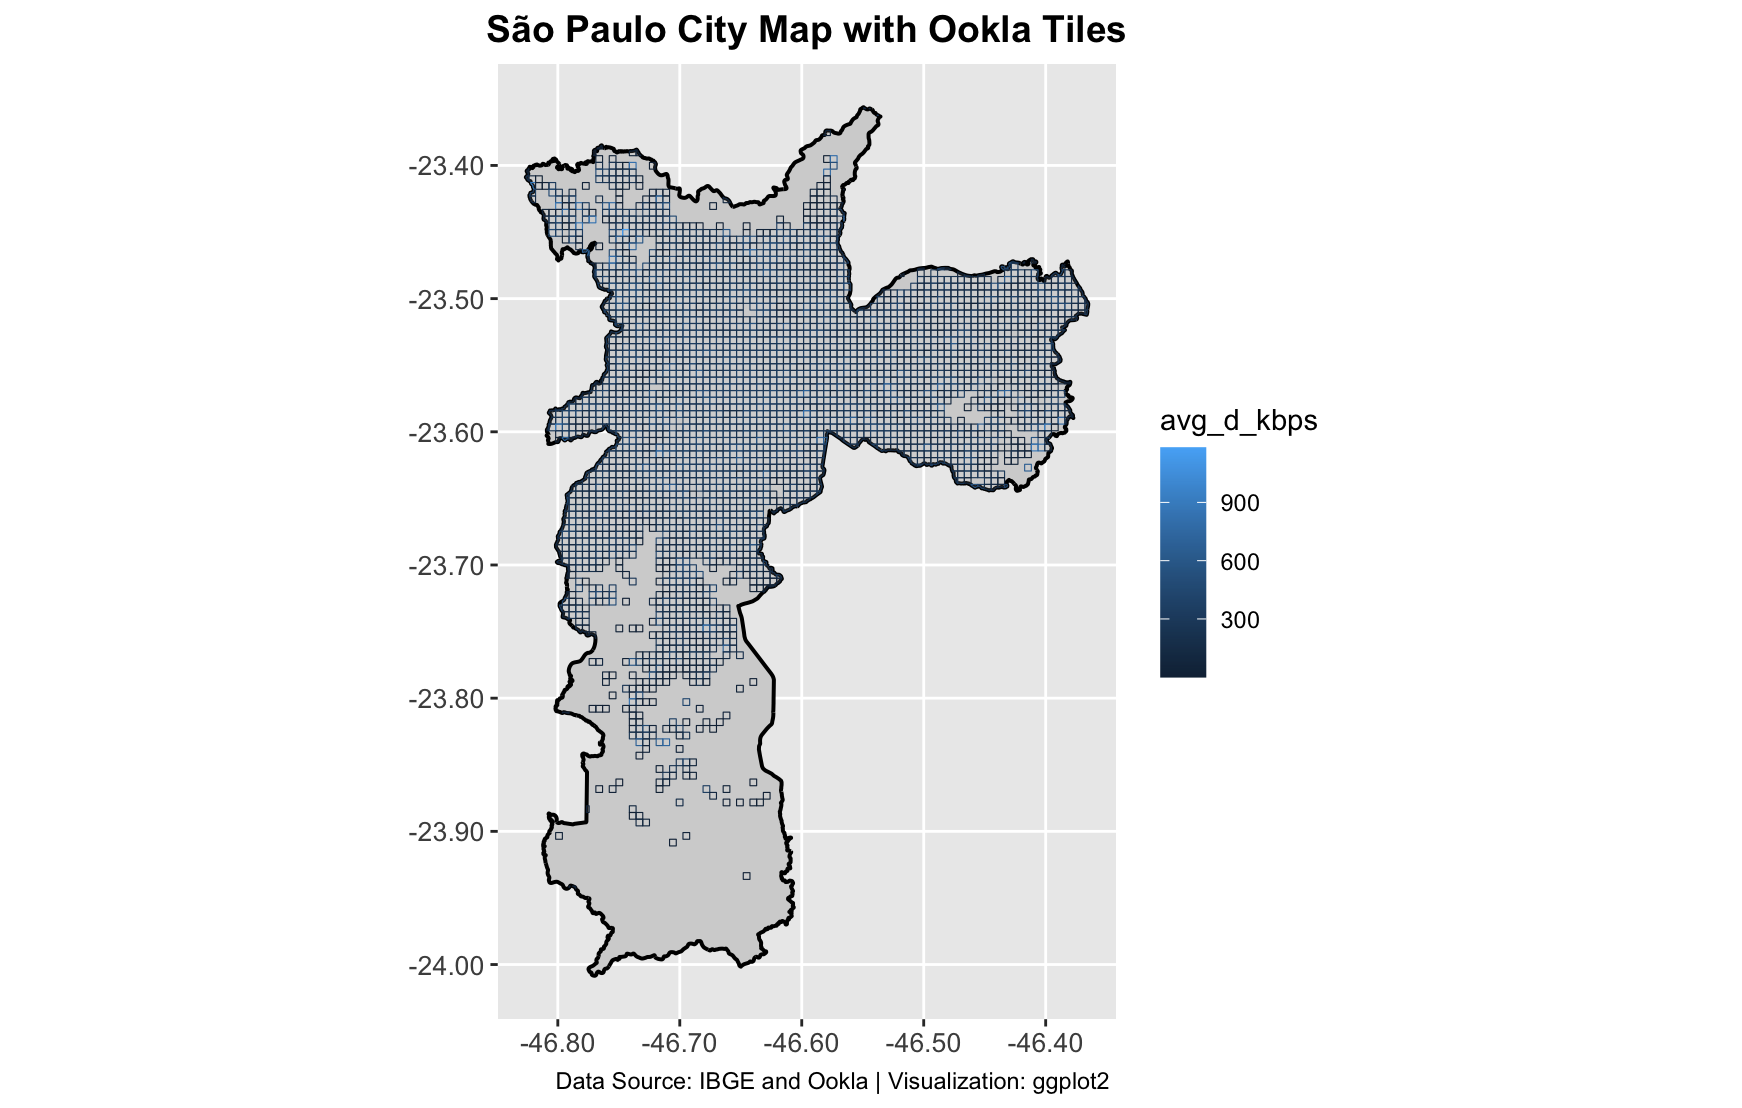 São Paulo City Map with Ookla Tiles
-23.40
-23.50
-23.60
-23.70
-23.80
-23.90
-24.00
-46.80 -46.70 -46.60 -46.50 -46.40
avg_d_kbps
900
600
300
Data Source: IBGE and Ookla | Visualization: ggplot2